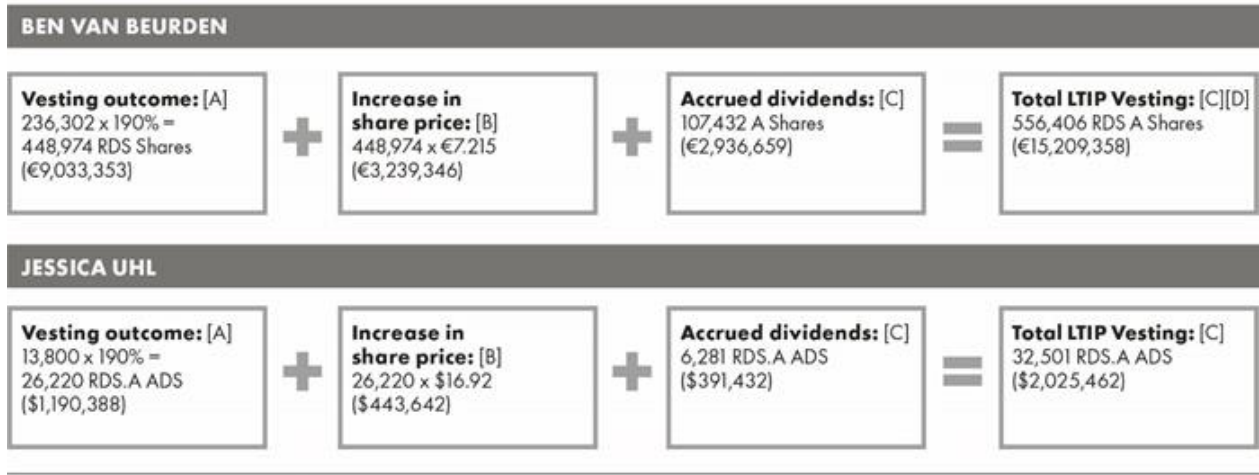 BEN VAN BEURDEN
Vesting outcome: [A]
236,302 x 190% =
448,974 RDS Shares
(€9,033,353)
Increase in
share price: [B]
448,974 x €7.215
(€3,239,346)
Accrued dividends: [C]
107,432 A Shares
(€2,936,659)
Total LTIP Vesting: [C][D]
556,406 RDS A Shares
(€15,209,358)
JESSICA UHL
Vesting outcome: [A]
13,800 x 190% =
26,220 RDS.A ADS
($1,190,388)
Increase in
share price: [B]
26,220 x $16.92
($443,642)
Accrued dividends: [C]
6,281 RDS.A ADS
($391,432)
Total LTIP Vesting: [C]
32,501 RDS.A ADS
($2,025,462)